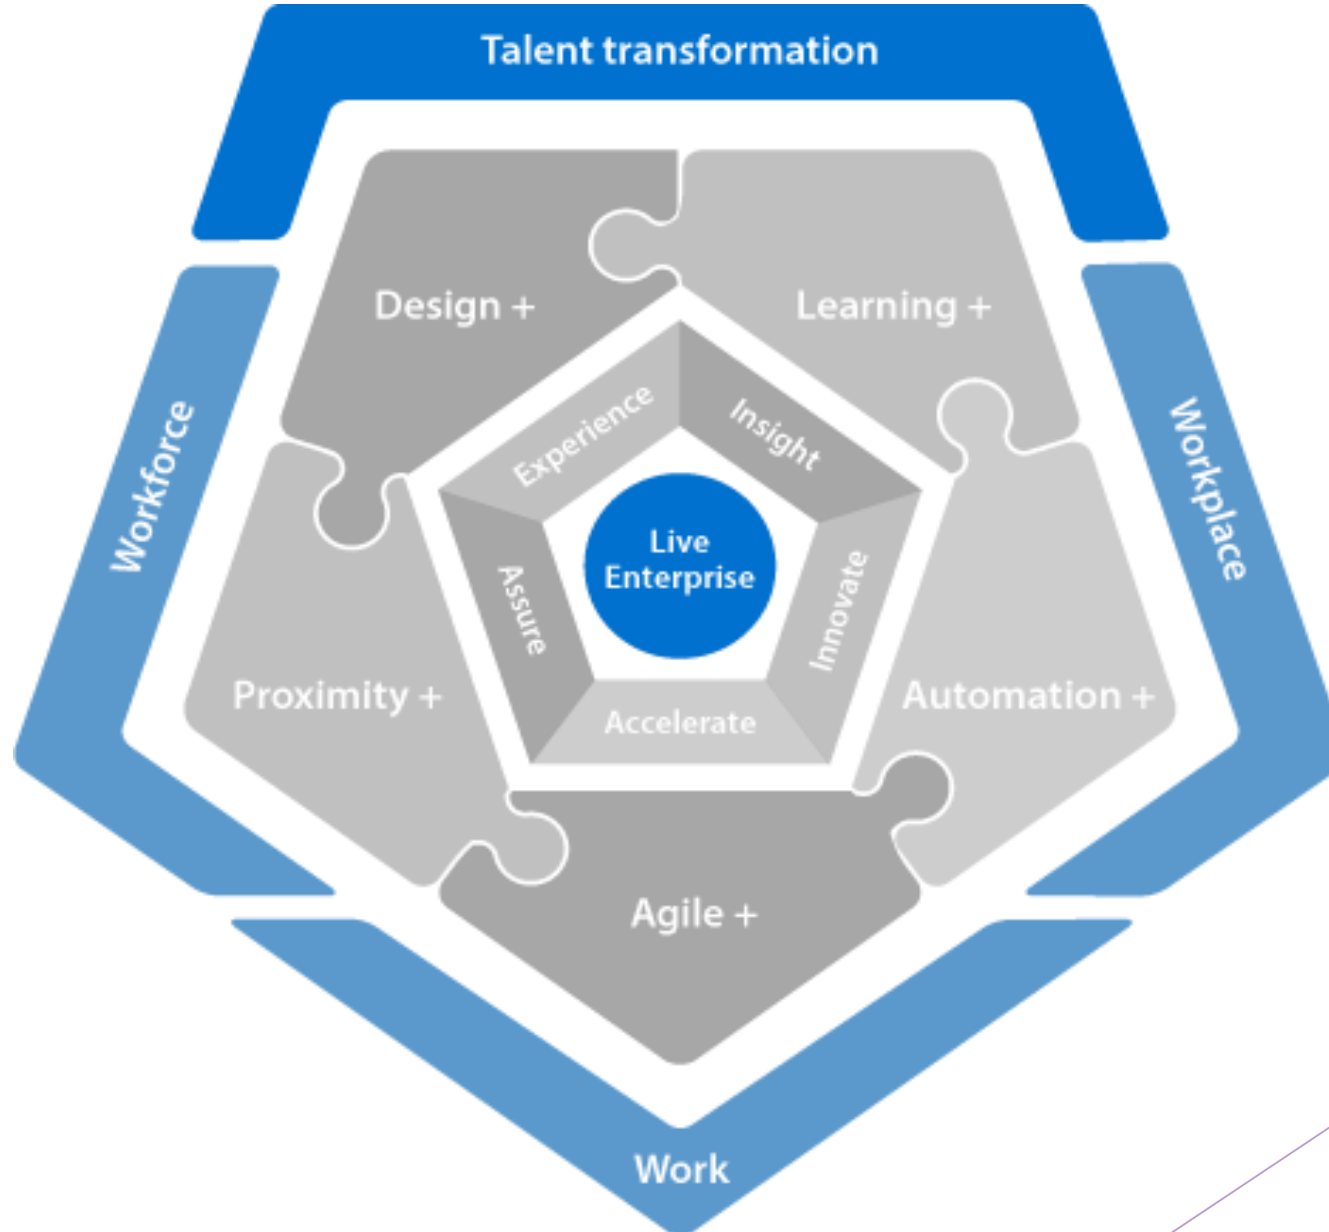 Talent transformation
Design +
Learning +
Workforce
Workplace
Experience
Insight
Live
Enterprise
Assure
Innovate
Proximity +
Automation +
Accelerate
Agile +
Work